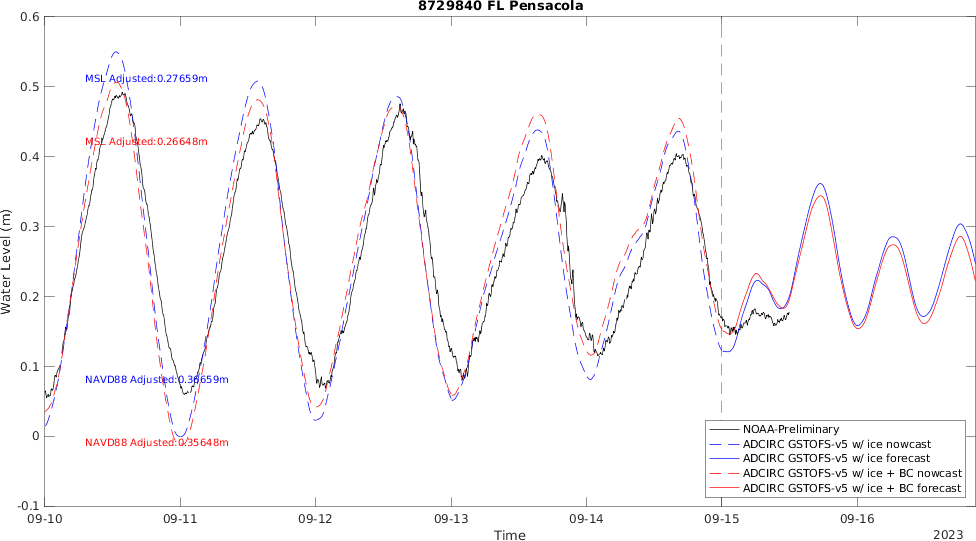 8729840 FL Pensacola
0.6
0.5
0.4
0.3
0.2
0.1
0
-0.1
Water Level (m)
MSL Adjusted:0.27659m
MSL Adjusted:0.26648m
NAVD88 Adjusted:0.36659m
NAVD88 Adjusted:0.35648m
NOAA-Preliminary
ADCIRC GSTOFS-v5 w/ ice nowcast
ADCIRC GSTOFS-v5 w/ ice forecast
ADCIRC GSTOFS-v5 w/ ice + BC nowcast
ADCIRC GSTOFS-v5 w/ ice + BC forecast
09-10 09-11 09-12 09-13 09-14 09-15 09-16
Time
2023